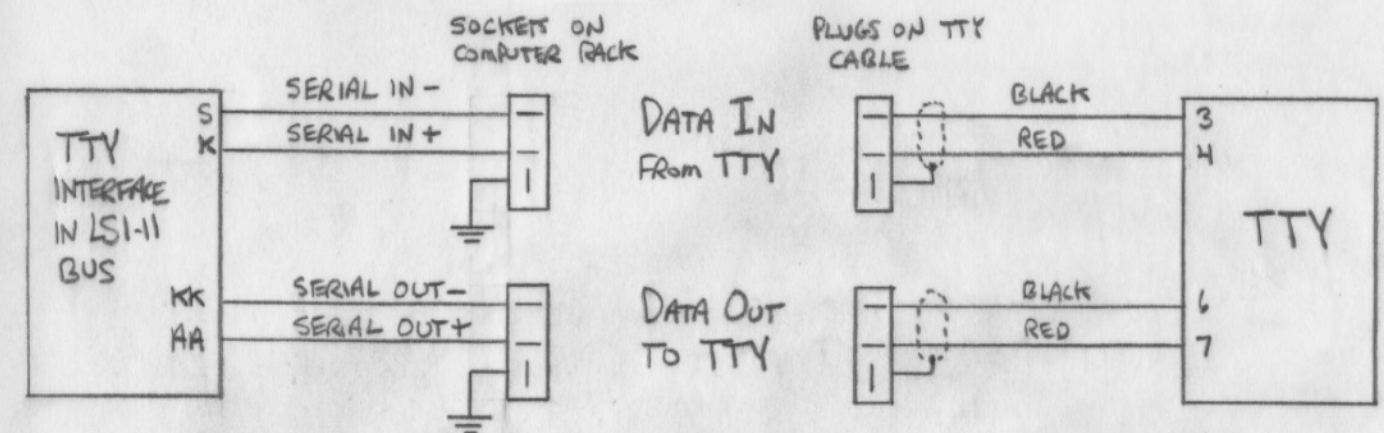 SOCKETS ON
COMPUTER RACK
PLUGS ON TTY
CABLE
TTY
INTERFACE
IN LSI-11
BUS
S
K
KK
AA
SERIAL IN -
SERIAL IN +
SERIAL OUT-
SERIAL OUT+
DATA IN
FROM TTY
DATA OUT
TO TTY
BLACK
RED
BLACK
RED
3
4
6
7
TTY